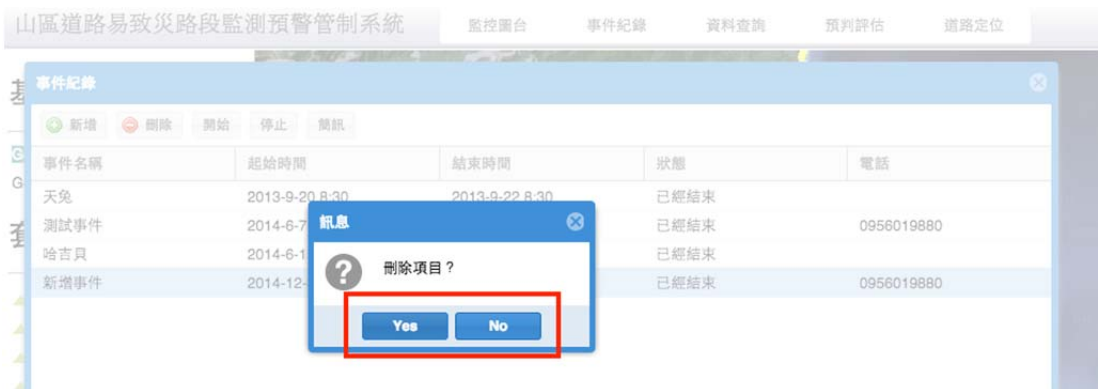 山區道路易致災路段監測預警管制系統 監控圖台 事件紀錄 資料查詢 預判評估 道路定位
事件紀錄
新增 刪除 開始 停止 簡訊
事件名稱 起始時間 結束時間 狀態 電話
天兔 2013-9-20 8:30 2013-9-22 8:30 已經結束
測試事件 2014-6-7 已經結束 0956019880
哈吉貝 2014-6-1 已經結束
新增事件 2014-12- 已經結束 0956019880
訊息
刪除項目？
Yes No